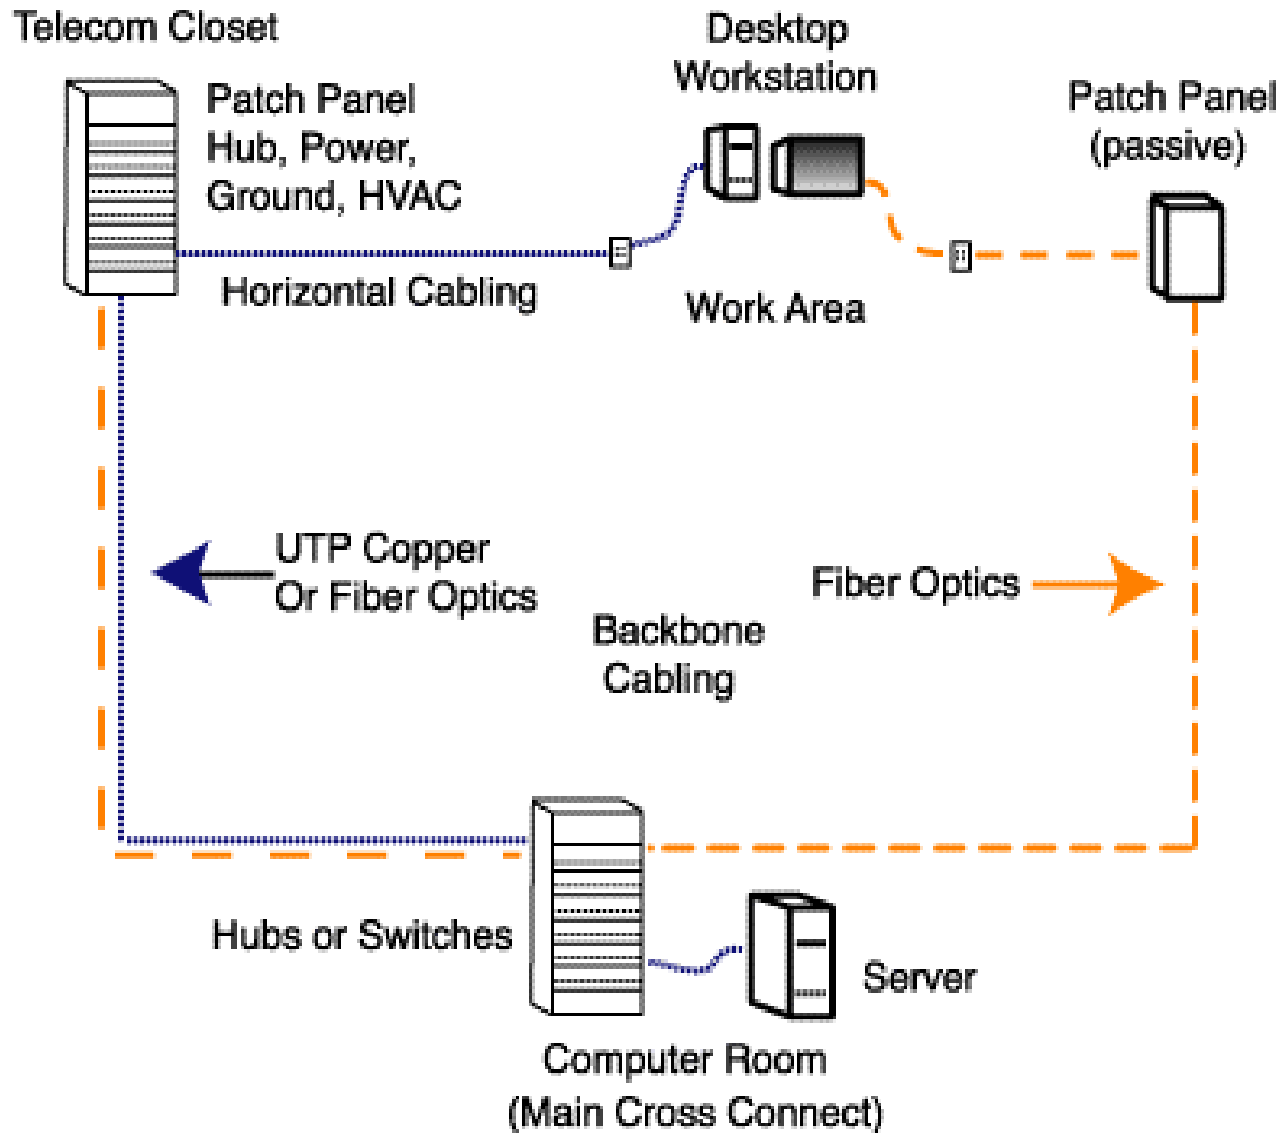 Telecom Closet
Patch Panel
Hub, Power,
Ground, HVAC
Horizontal Cabling
Desktop
Workstation
Work Area
Patch Panel
(passive)
UTP Copper
Or Fiber Optics
Fiber Optics
Backbone
Cabling
Hubs or Switches
Server
Computer Room
(Main Cross Connect)